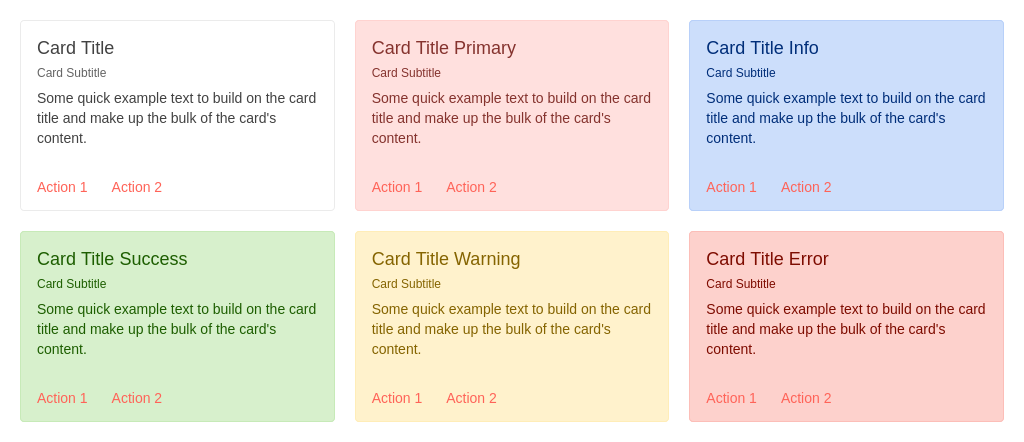 Card Title
Card Subtitle
Some quick example text to build on the card
title and make up the bulk of the card's
content.
Action 1 Action 2
Card Title Primary
Card Subtitle
Some quick example text to build on the card
title and make up the bulk of the card's
content.
Action 1 Action 2
Card Title Info
Card Subtitle
Some quick example text to build on the card
title and make up the bulk of the card's
content.
Action 1 Action 2
Card Title Success
Card Subtitle
Some quick example text to build on the card
title and make up the bulk of the card's
content.
Action 1 Action 2
Card Title Warning
Card Subtitle
Some quick example text to build on the card
title and make up the bulk of the card's
content.
Action 1 Action 2
Card Title Error
Card Subtitle
Some quick example text to build on the card
title and make up the bulk of the card's
content.
Action 1 Action 2